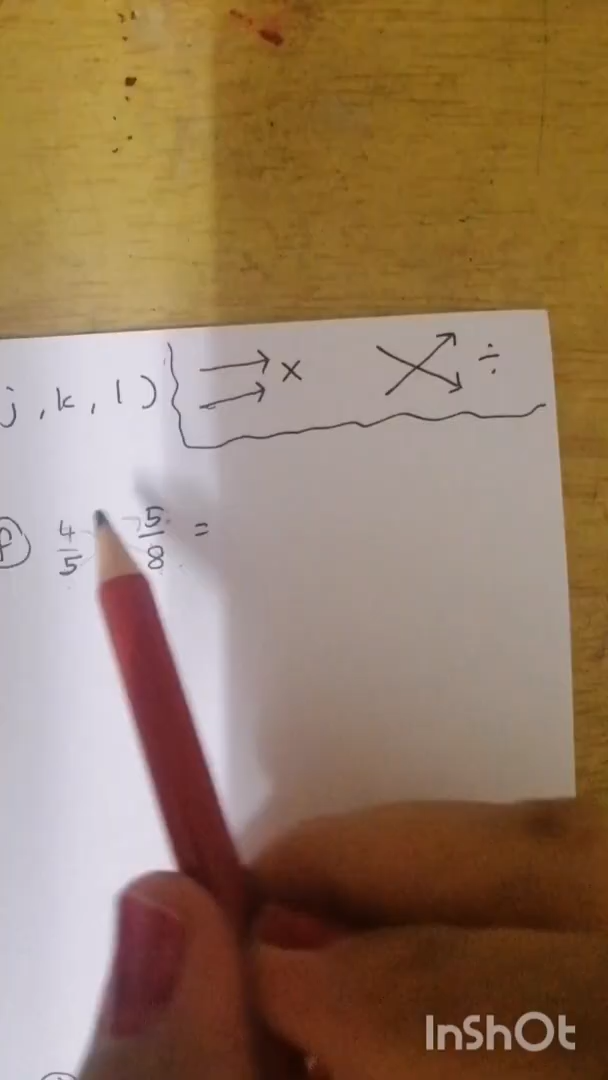 j, k, l)
× ÷
f) 4/5 5/8 =
InShOt